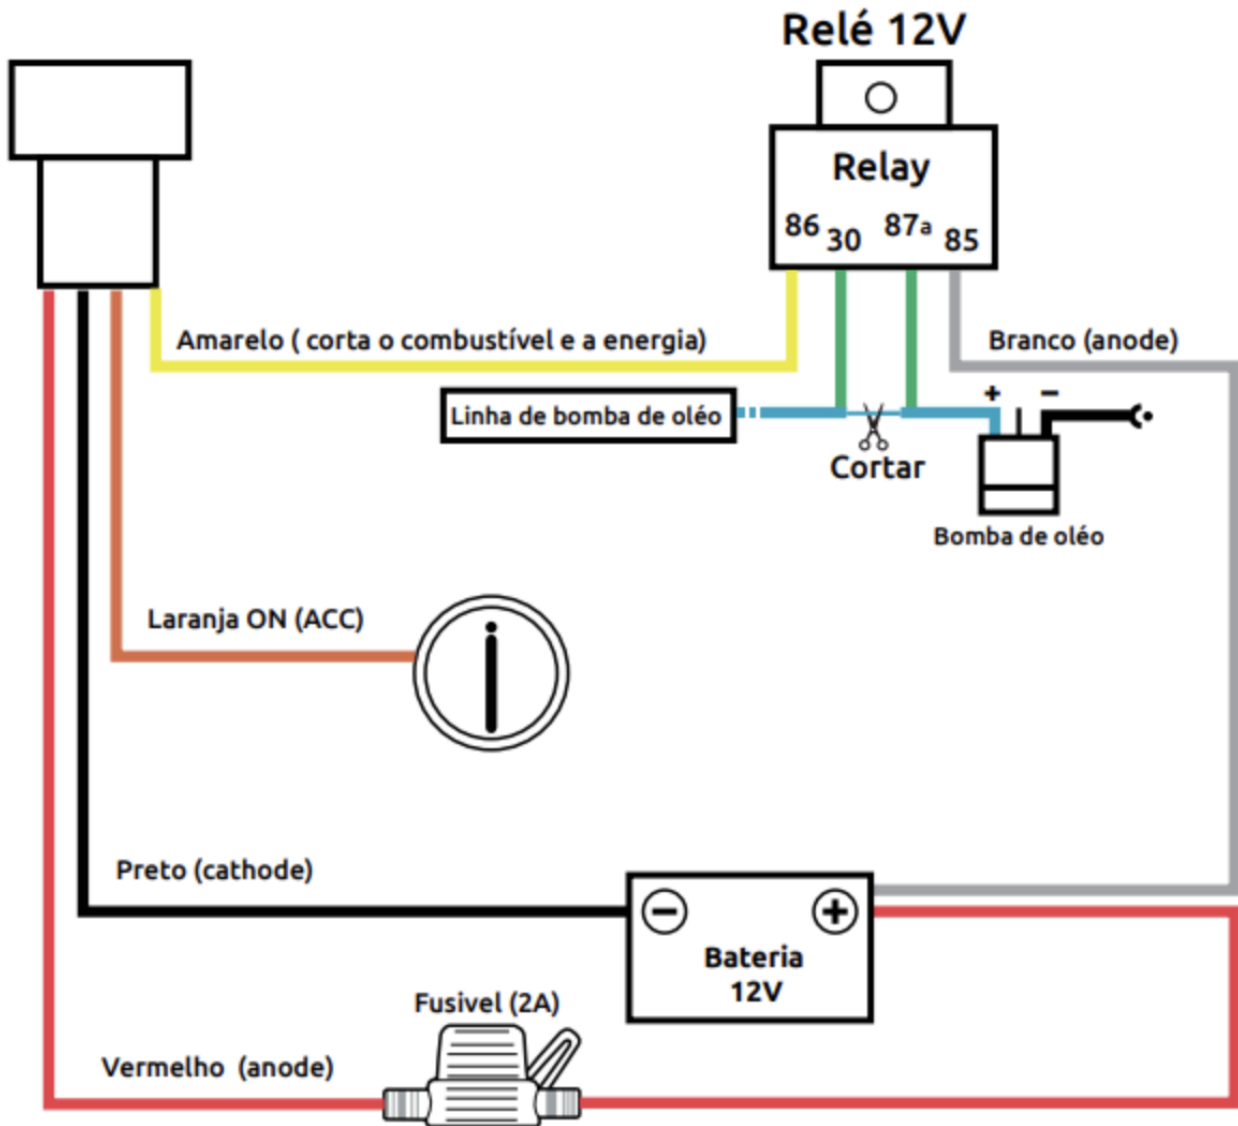 Relé 12V
Relay
86 30 87a 85
Amarelo ( corta o combustível e a energia)
Branco (anode)
+ −
Linha de bomba de oléo
Cortar
Bomba de oléo
Laranja ON (ACC)
Preto (cathode)
− +
Bateria
12V
Fusivel (2A)
Vermelho (anode)